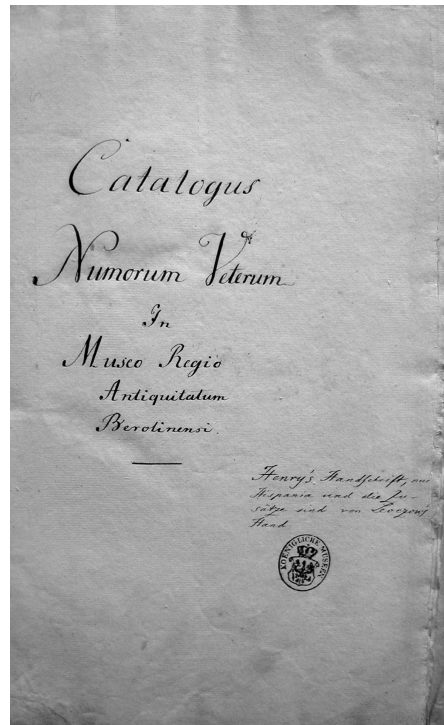 Catalogus
Numorum Veterum
In
Museo Regio
Antiquitatum
Berolinensi.
Henry's Handschrift, nur
Hispania und die Zu-
sätze sind von Levezow's
Hand
KOENIGLICHE MUSEEN